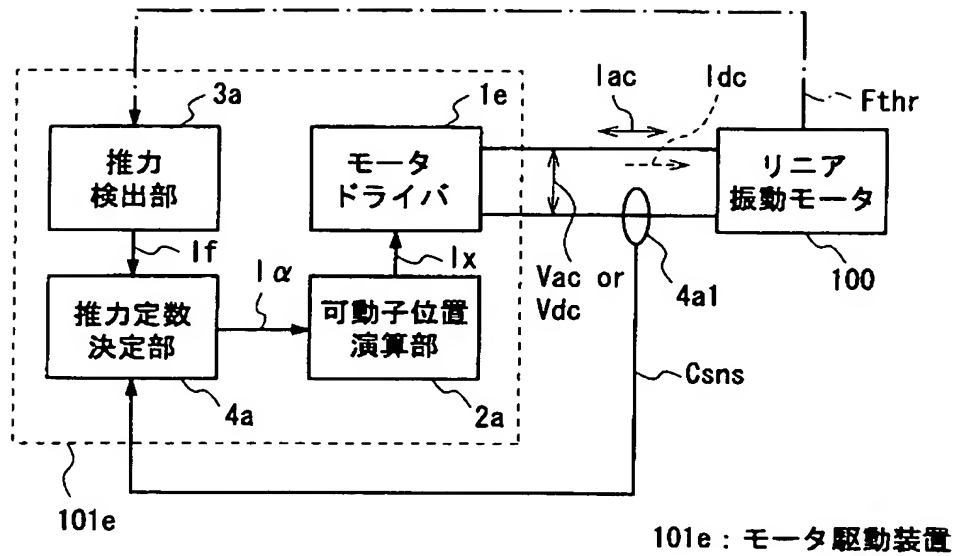 3a
1e
Iac
Idc
Fthr
推力
検出部
モータ
ドライバ
リニア
振動モータ
If
Iα
Ix
Vac or
Vdc
4a1
100
推力定数
決定部
可動子位置
演算部
Csns
4a
2a
101e
101e：モータ駆動装置